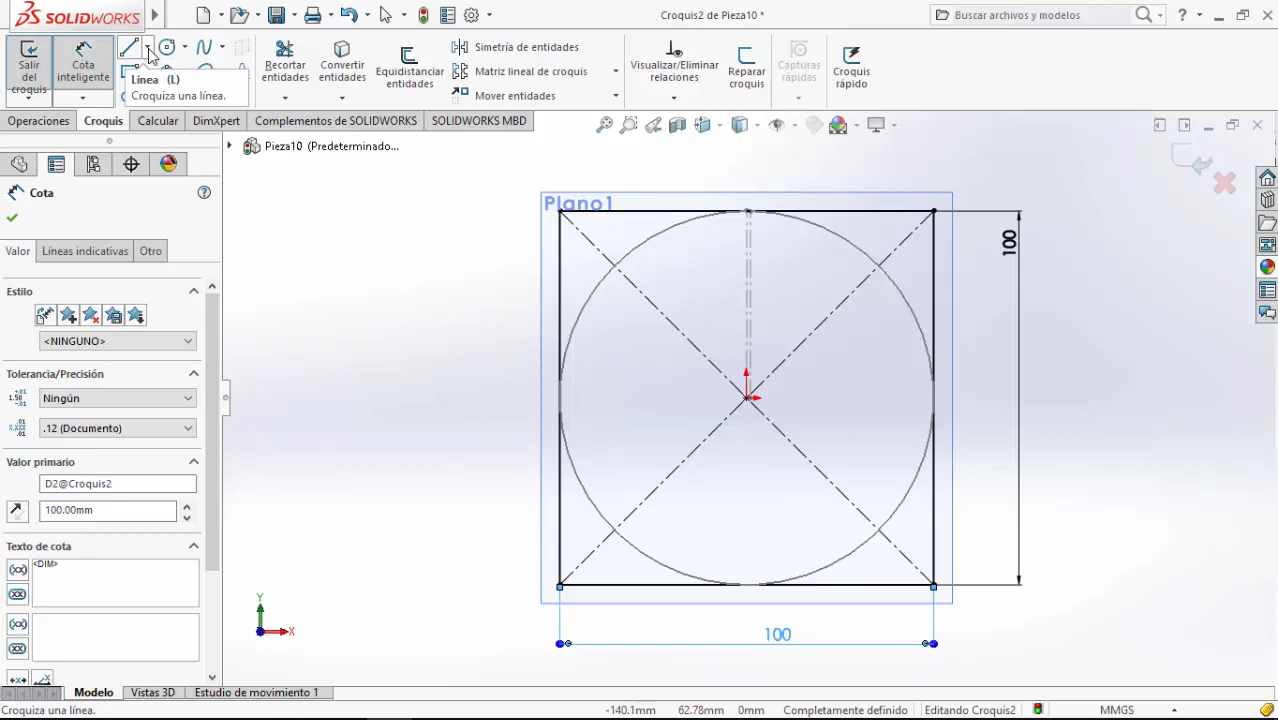 SOLIDWORKS
Croquis2 de Pieza10 *
Buscar archivos y modelos
?
Salir del croquis
Cota inteligente
Línea (L)
Croquiza una línea.
Recortar entidades
Convertir entidades
Equidistanciar entidades
Simetría de entidades
Matriz lineal de croquis
Mover entidades
Visualizar/Eliminar relaciones
Reparar croquis
Capturas rápidas
Croquis rápido
Operaciones
Croquis
Calcular
DimXpert
Complementos de SOLIDWORKS
SOLIDWORKS MBD
Pieza10 (Predeterminado...
Cota
?
Valor
Líneas indicativas
Otro
Estilo
<NINGUNO>
Tolerancia/Precisión
Ningún
.12 (Documento)
Valor primario
D2@Croquis2
100.00mm
Texto de cota
<DIM>
Plano1
100
100
Y
X
Modelo
Vistas 3D
Estudio de movimiento 1
Croquiza una línea.
-140.1mm
62.78mm
0mm
Completamente definido
Editando Croquis2
MMGS